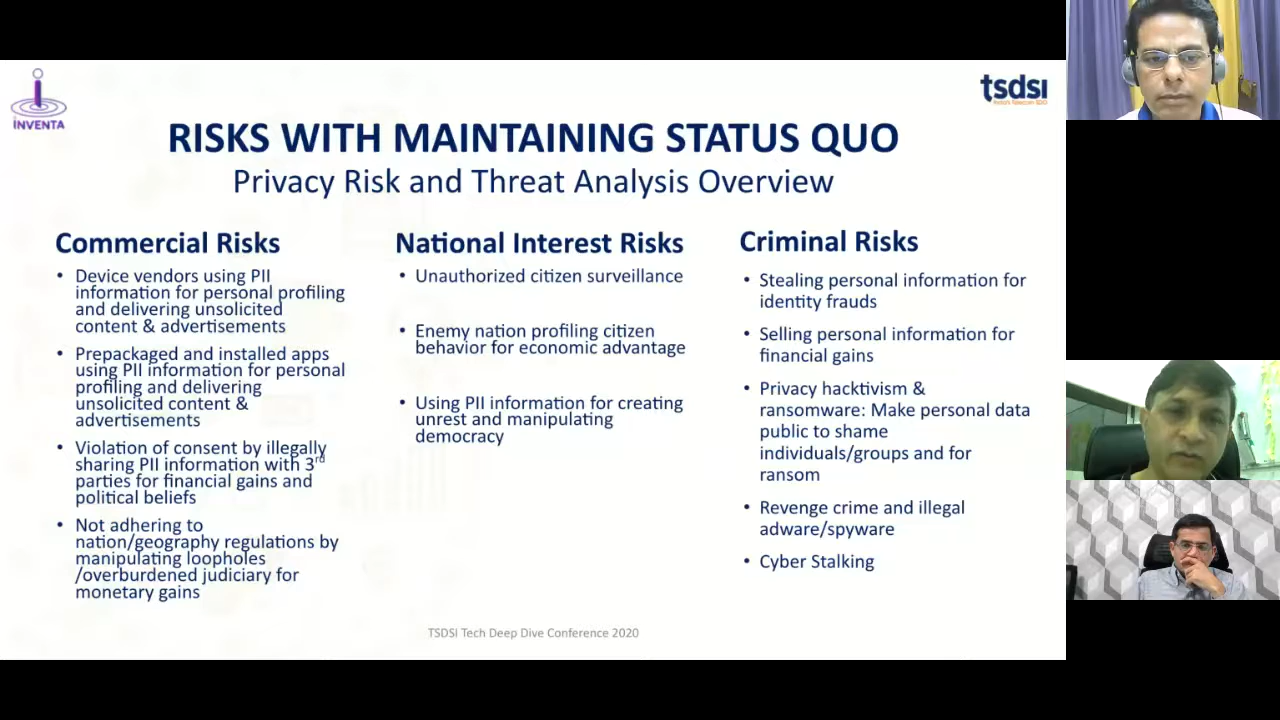 INVENTA
tsdsi
India's Telecom SDO
RISKS WITH MAINTAINING STATUS QUO
Privacy Risk and Threat Analysis Overview
Commercial Risks
• Device vendors using PII
information for personal profiling
and delivering unsolicited
content & advertisements
• Prepackaged and installed apps
using PII information for personal
profiling and delivering
unsolicited content &
advertisements
• Violation of consent by illegally
sharing PII information with 3rd
parties for financial gains and
political beliefs
• Not adhering to
nation/geography regulations by
manipulating loopholes
/overburdened judiciary for
monetary gains
National Interest Risks
• Unauthorized citizen surveillance
• Enemy nation profiling citizen
behavior for economic advantage
• Using PII information for creating
unrest and manipulating
democracy
Criminal Risks
• Stealing personal information for
identity frauds
• Selling personal information for
financial gains
• Privacy hacktivism &
ransomware: Make personal data
public to shame
individuals/groups and for
ransom
• Revenge crime and illegal
adware/spyware
• Cyber Stalking
TSDSI Tech Deep Dive Conference 2020